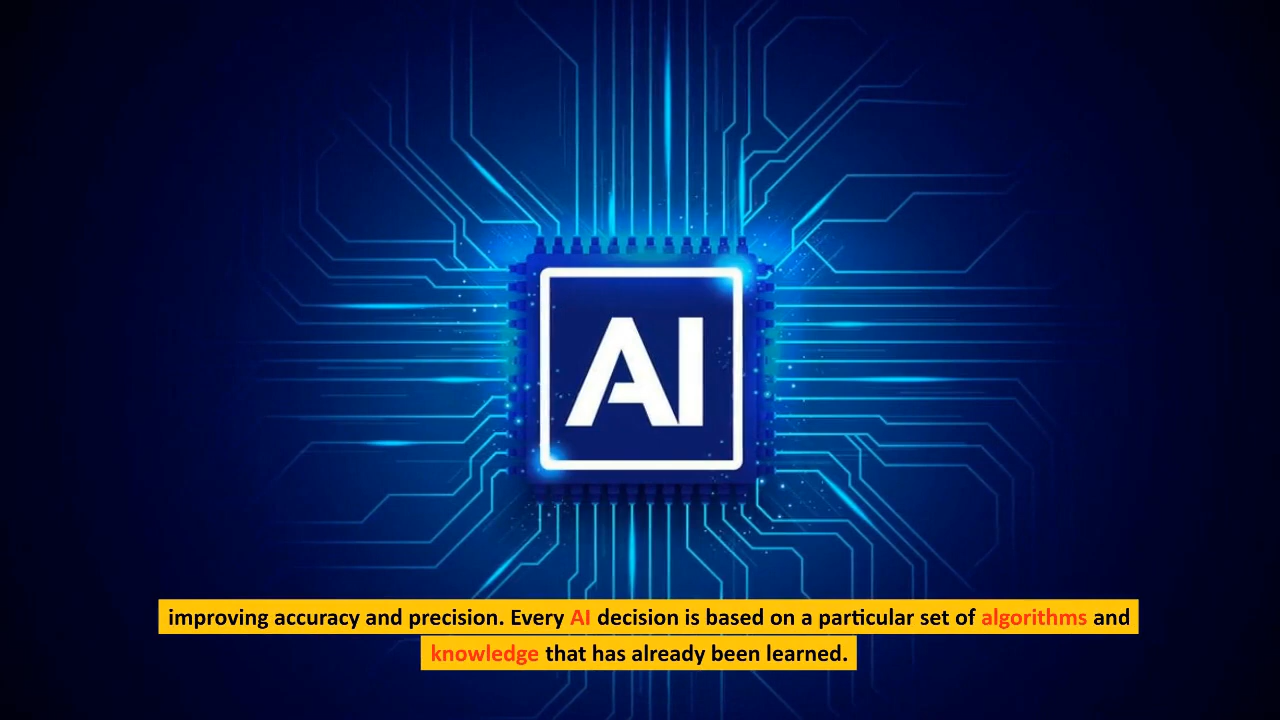 AI
improving accuracy and precision. Every AI decision is based on a particular set of algorithms and
knowledge that has already been learned.